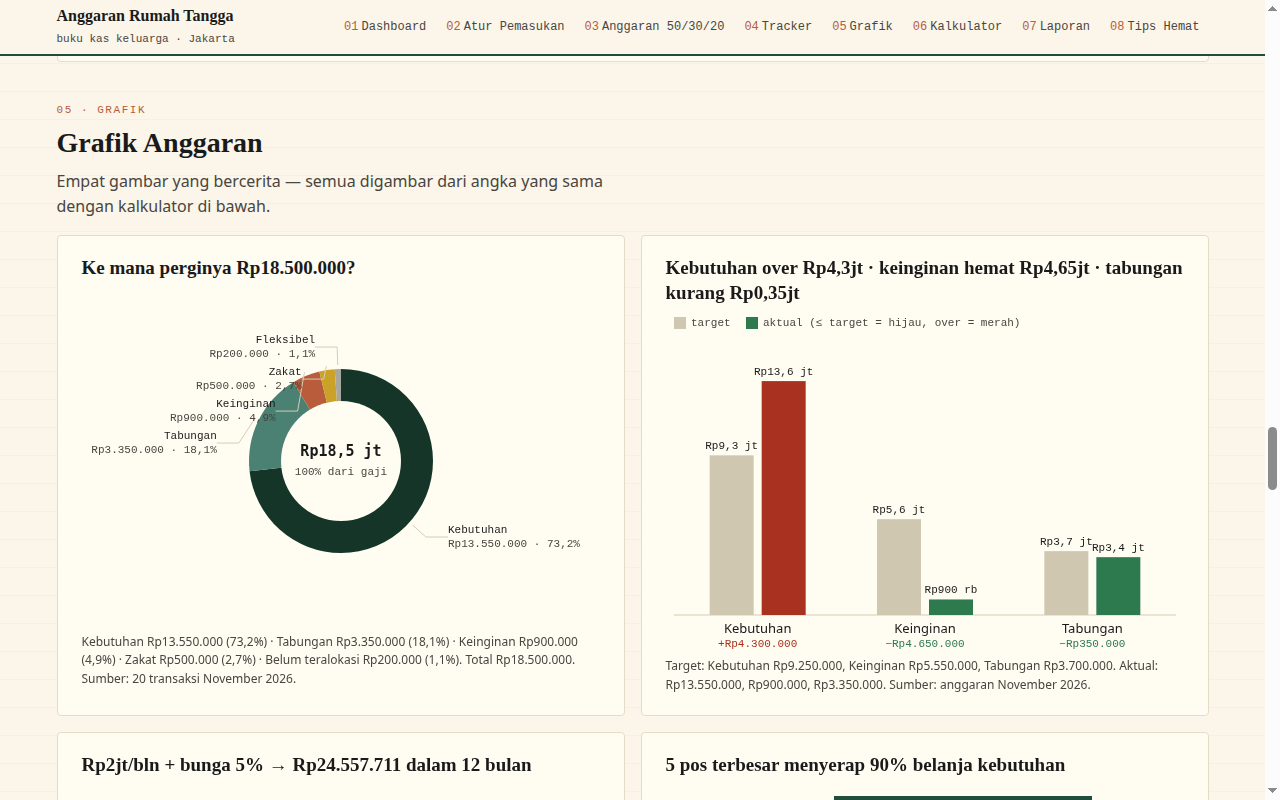 Anggaran Rumah Tangga
buku kas keluarga · Jakarta
01 Dashboard 02 Atur Pemasukan 03 Anggaran 50/30/20 04 Tracker 05 Grafik 06 Kalkulator 07 Laporan 08 Tips Hemat
05 · GRAFIK
Grafik Anggaran
Empat gambar yang bercerita — semua digambar dari angka yang sama
dengan kalkulator di bawah.
Ke mana perginya Rp18.500.000?
Fleksibel
Rp200.000 · 1,1%
Zakat
Rp500.000 · 2,7%
Keinginan
Rp900.000 · 4,9%
Tabungan
Rp3.350.000 · 18,1%
Rp18,5 jt
100% dari gaji
Kebutuhan
Rp13.550.000 · 73,2%
Kebutuhan Rp13.550.000 (73,2%) · Tabungan Rp3.350.000 (18,1%) · Keinginan Rp900.000
(4,9%) · Zakat Rp500.000 (2,7%) · Belum teralokasi Rp200.000 (1,1%). Total Rp18.500.000.
Sumber: 20 transaksi November 2026.
Kebutuhan over Rp4,3jt · keinginan hemat Rp4,65jt · tabungan
kurang Rp0,35jt
target aktual (≤ target = hijau, over = merah)
Rp13,6 jt
Rp9,3 jt
Rp5,6 jt
Rp900 rb
Rp3,7 jt
Rp3,4 jt
Kebutuhan Keinginan Tabungan
+Rp4.300.000 −Rp4.650.000 −Rp350.000
Target: Kebutuhan Rp9.250.000, Keinginan Rp5.550.000, Tabungan Rp3.700.000. Aktual:
Rp13.550.000, Rp900.000, Rp3.350.000. Sumber: anggaran November 2026.
Rp2jt/bln + bunga 5% → Rp24.557.711 dalam 12 bulan
5 pos terbesar menyerap 90% belanja kebutuhan